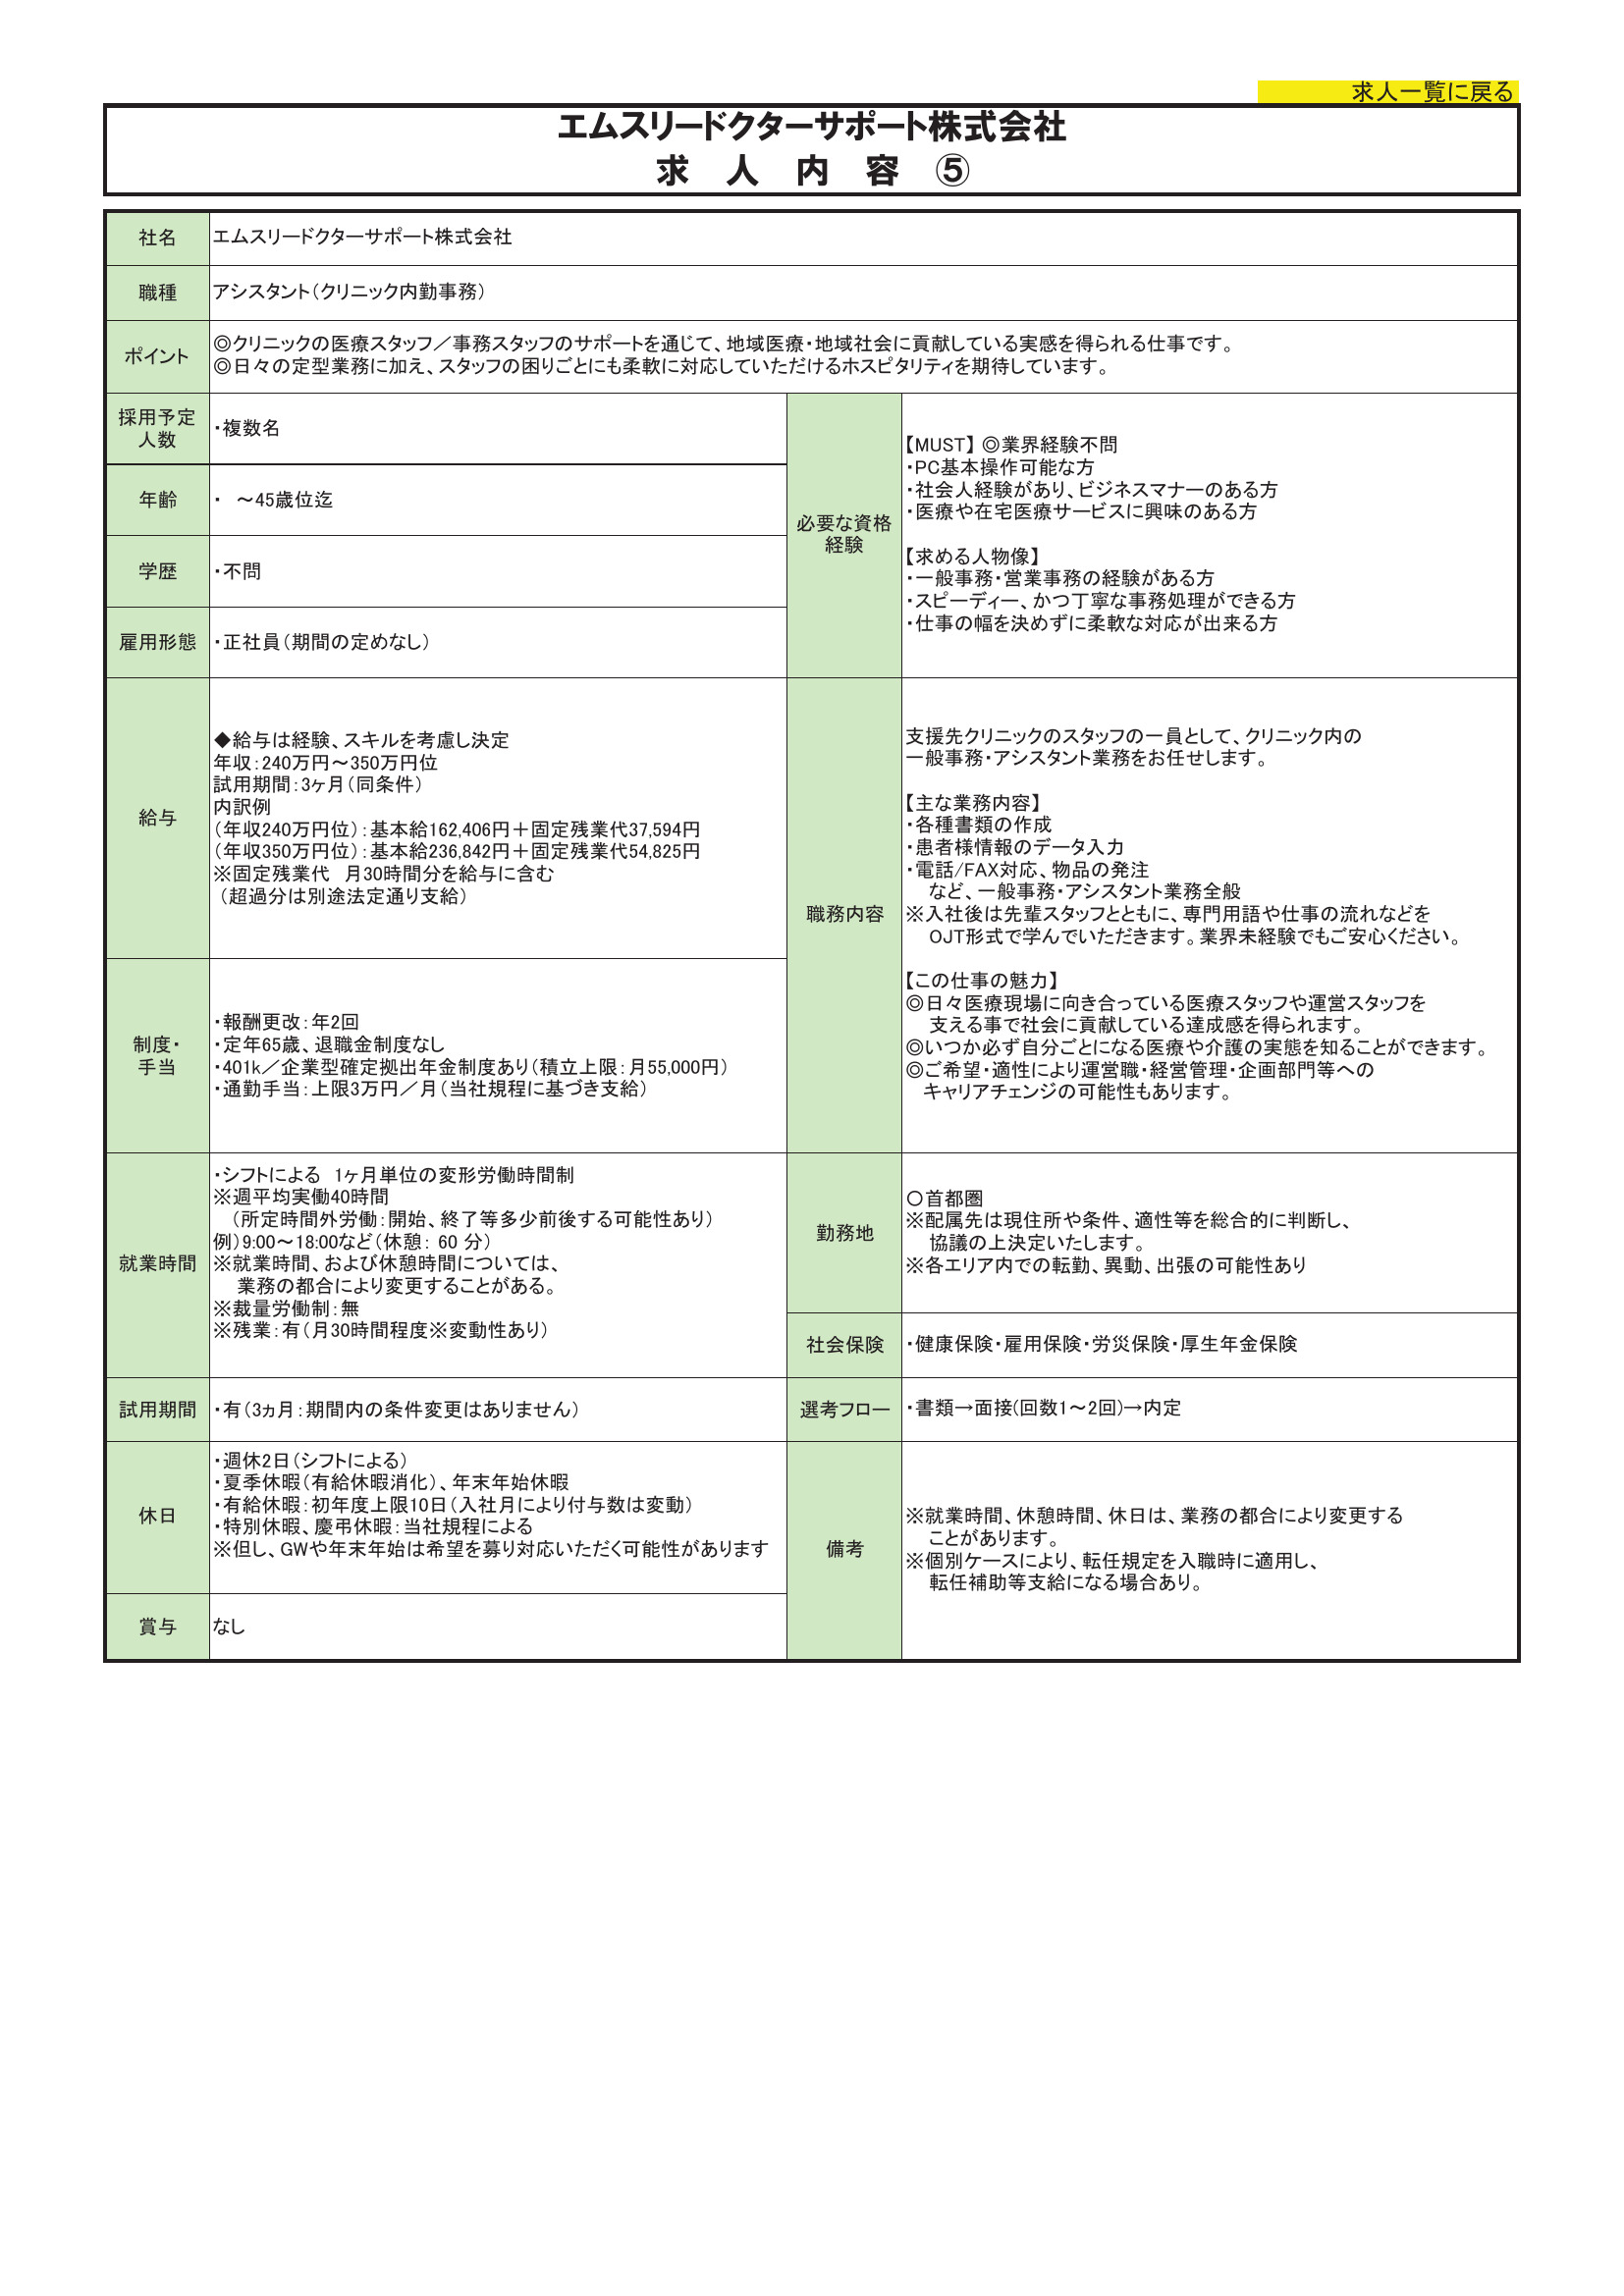 求人一覧に戻る
エムスリードクターサポート株式会社
求 人 内 容 ⑤
社名
エムスリードクターサポート株式会社
職種
アシスタント（クリニック内勤事務）
ポイント
◎クリニックの医療スタッフ／事務スタッフのサポートを通じて、地域医療・地域社会に貢献している実感を得られる仕事です。
◎日々の定型業務に加え、スタッフの困りごとにも柔軟に対応していただけるホスピタリティを期待しています。
採用予定
人数
・複数名
年齢
・ ～45歳位迄
学歴
・不問
雇用形態
・正社員（期間の定めなし）
必要な資格
経験
【MUST】 ◎業界経験不問
・PC基本操作可能な方
・社会人経験があり、ビジネスマナーのある方
・医療や在宅医療サービスに興味のある方
【求める人物像】
・一般事務・営業事務の経験がある方
・スピーディー、かつ丁寧な事務処理ができる方
・仕事の幅を決めずに柔軟な対応が出来る方
給与
◆給与は経験、スキルを考慮し決定
年収：240万円～350万円位
試用期間：3ヶ月（同条件）
内訳例
（年収240万円位）：基本給162,406円＋固定残業代37,594円
（年収350万円位）：基本給236,842円＋固定残業代54,825円
※固定残業代 月30時間分を給与に含む
（超過分は別途法定通り支給）
制度・
手当
・報酬更改：年2回
・定年65歳、退職金制度なし
・401k／企業型確定拠出年金制度あり（積立上限：月55,000円）
・通勤手当：上限3万円／月（当社規程に基づき支給）
職務内容
支援先クリニックのスタッフの一員として、クリニック内の
一般事務・アシスタント業務をお任せします。
【主な業務内容】
・各種書類の作成
・患者様情報のデータ入力
・電話/FAX対応、物品の発注
など、一般事務・アシスタント業務全般
※入社後は先輩スタッフとともに、専門用語や仕事の流れなどを
OJT形式で学んでいただきます。業界未経験でもご安心ください。
【この仕事の魅力】
◎日々医療現場に向き合っている医療スタッフや運営スタッフを
支える事で社会に貢献している達成感を得られます。
◎いつか必ず自分ごとになる医療や介護の実態を知ることができます。
◎ご希望・適性により運営職・経営管理・企画部門等への
キャリアチェンジの可能性もあります。
就業時間
・シフトによる 1ヶ月単位の変形労働時間制
※週平均実働40時間
（所定時間外労働：開始、終了等多少前後する可能性あり）
例）9:00～18:00など（休憩： 60 分）
※就業時間、および休憩時間については、
業務の都合により変更することがある。
※裁量労働制：無
※残業：有（月30時間程度※変動性あり）
勤務地
〇首都圏
※配属先は現住所や条件、適性等を総合的に判断し、
協議の上決定いたします。
※各エリア内での転勤、異動、出張の可能性あり
社会保険
・健康保険・雇用保険・労災保険・厚生年金保険
試用期間
・有（3ヵ月：期間内の条件変更はありません）
選考フロー
・書類→面接(回数1～2回)→内定
休日
・週休2日（シフトによる）
・夏季休暇（有給休暇消化）、年末年始休暇
・有給休暇：初年度上限10日（入社月により付与数は変動）
・特別休暇、慶弔休暇：当社規程による
※但し、GWや年末年始は希望を募り対応いただく可能性があります
賞与
なし
備考
※就業時間、休憩時間、休日は、業務の都合により変更する
ことがあります。
※個別ケースにより、転任規定を入職時に適用し、
転任補助等支給になる場合あり。